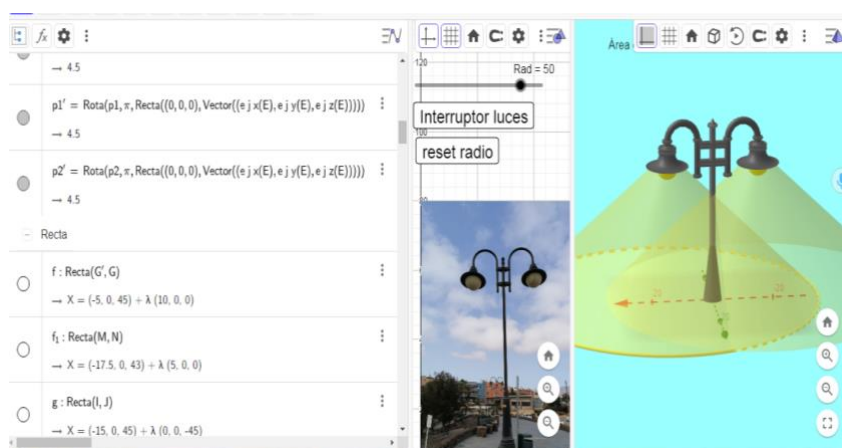 → 4.5
p1' = Rota(p1, π, Recta((0, 0, 0), Vector((e j x(E), e j y(E), e j z(E)))))
→ 4.5
p2' = Rota(p2, π, Recta((0, 0, 0), Vector((e j x(E), e j y(E), e j z(E)))))
→ 4.5
Recta
f : Recta(G', G)
→ X = (-5, 0, 45) + λ (10, 0, 0)
f₁ : Recta(M, N)
→ X = (-17.5, 0, 43) + λ (5, 0, 0)
g : Recta(I, J)
→ X = (-15, 0, 45) + λ (0, 0, -45)
120
Rad = 50
Interruptor luces
100
reset radio
80
Área